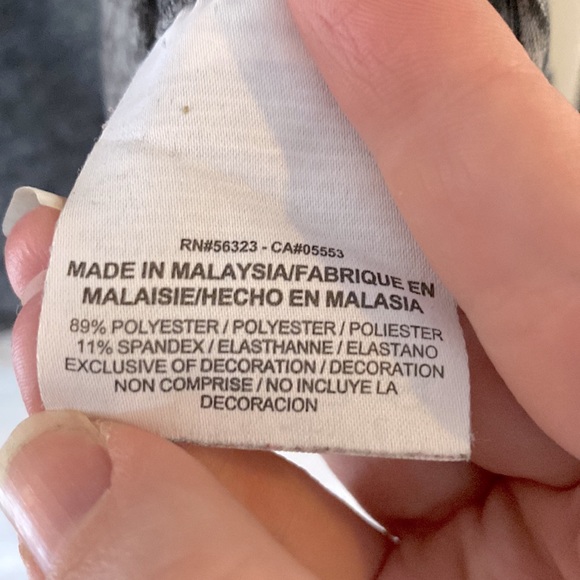 RN#56323 - CA#05553
MADE IN MALAYSIA/FABRIQUE EN
MALAISIE/HECHO EN MALASIA
89% POLYESTER / POLYESTER / POLIESTER
11% SPANDEX / ELASTHANNE / ELASTANO
EXCLUSIVE OF DECORATION / DECORATION
NON COMPRISE / NO INCLUYE LA
DECORACION